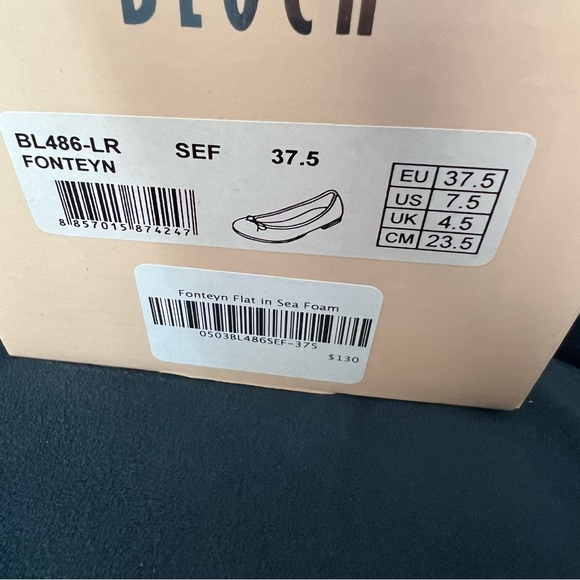 BLOCH
BL486-LR SEF 37.5
FONTEYN
8 857015 874247
EU 37.5
US 7.5
UK 4.5
CM 23.5
Fonteyn Flat in Sea Foam
0503BL486SEF-375
$130